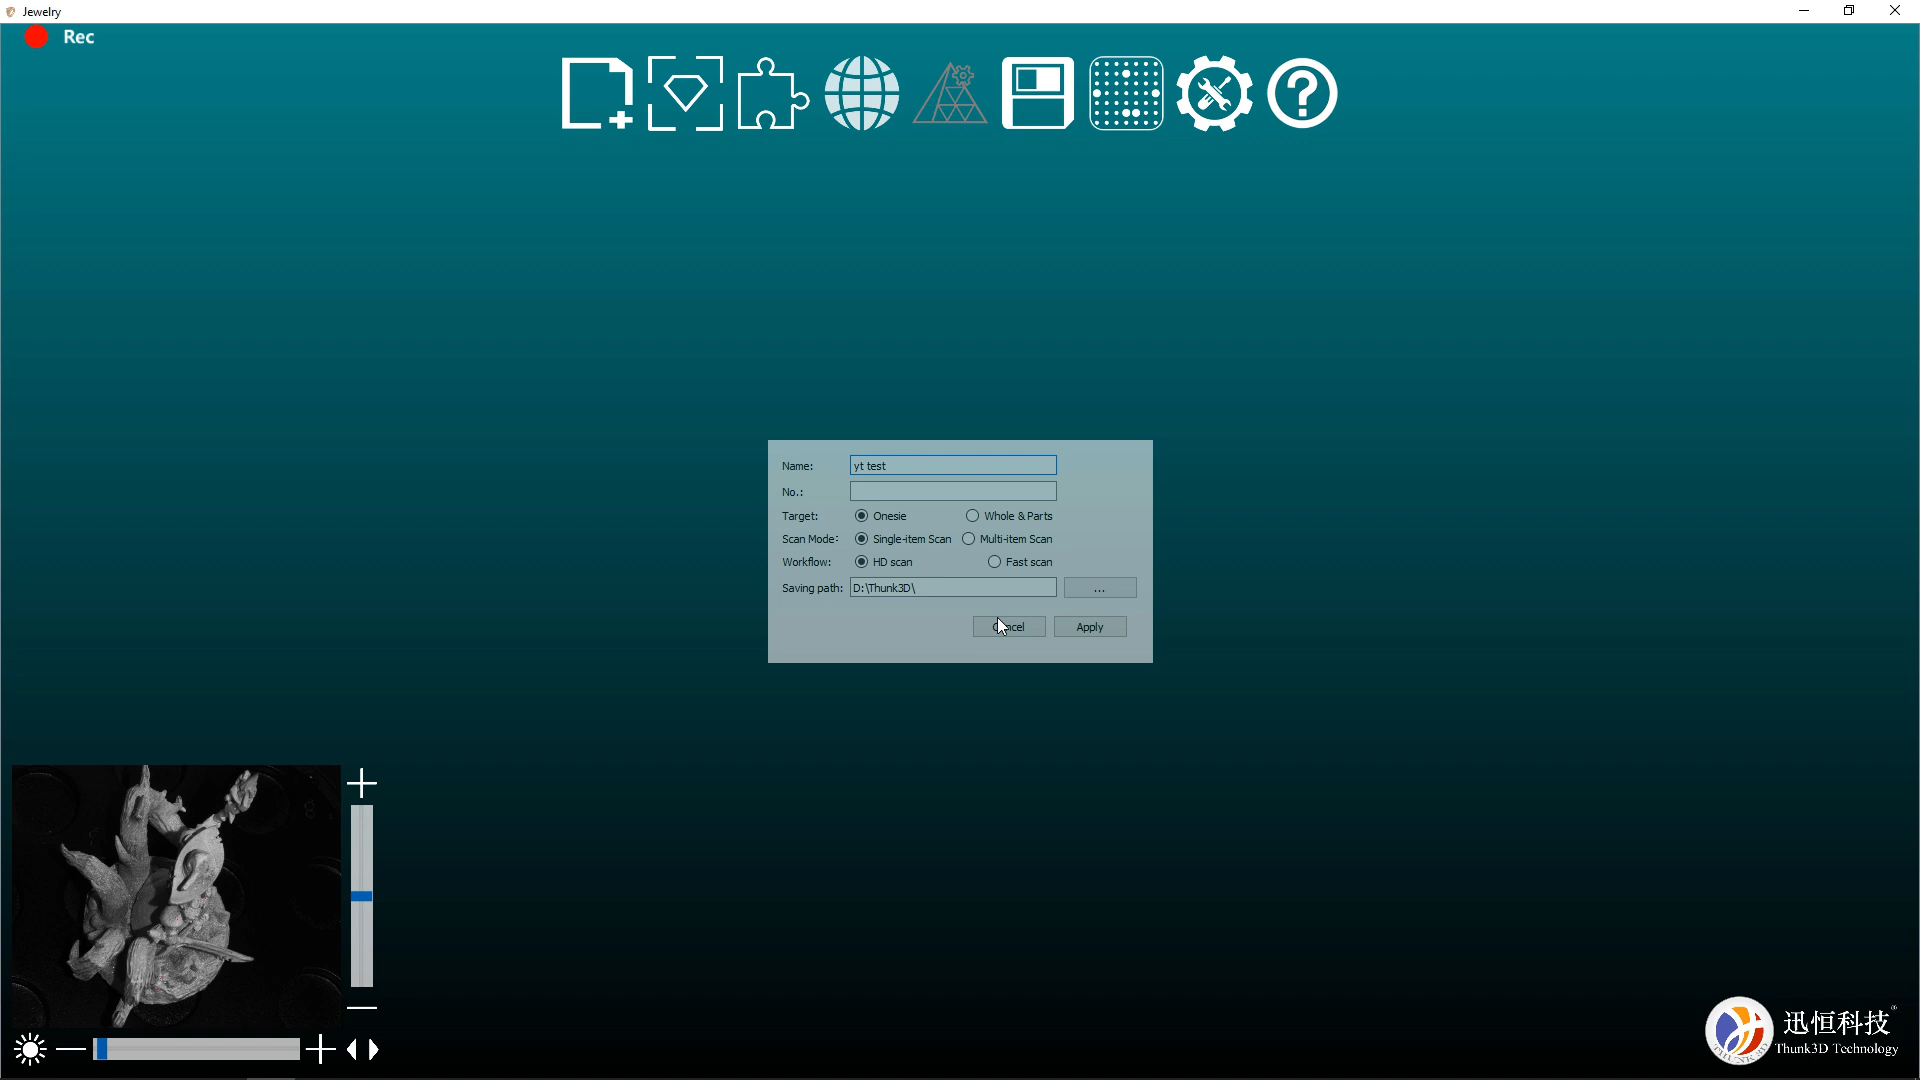 Jewelry
Rec
Name: yt test
No.:
Target: Onesie Whole & Parts
Scan Mode: Single-item Scan Multi-item Scan
Workflow: HD scan Fast scan
Saving path: D:\Thunk3D\ ...
Apply
迅恒科技®
THUNK3D
Thunk3D Technology